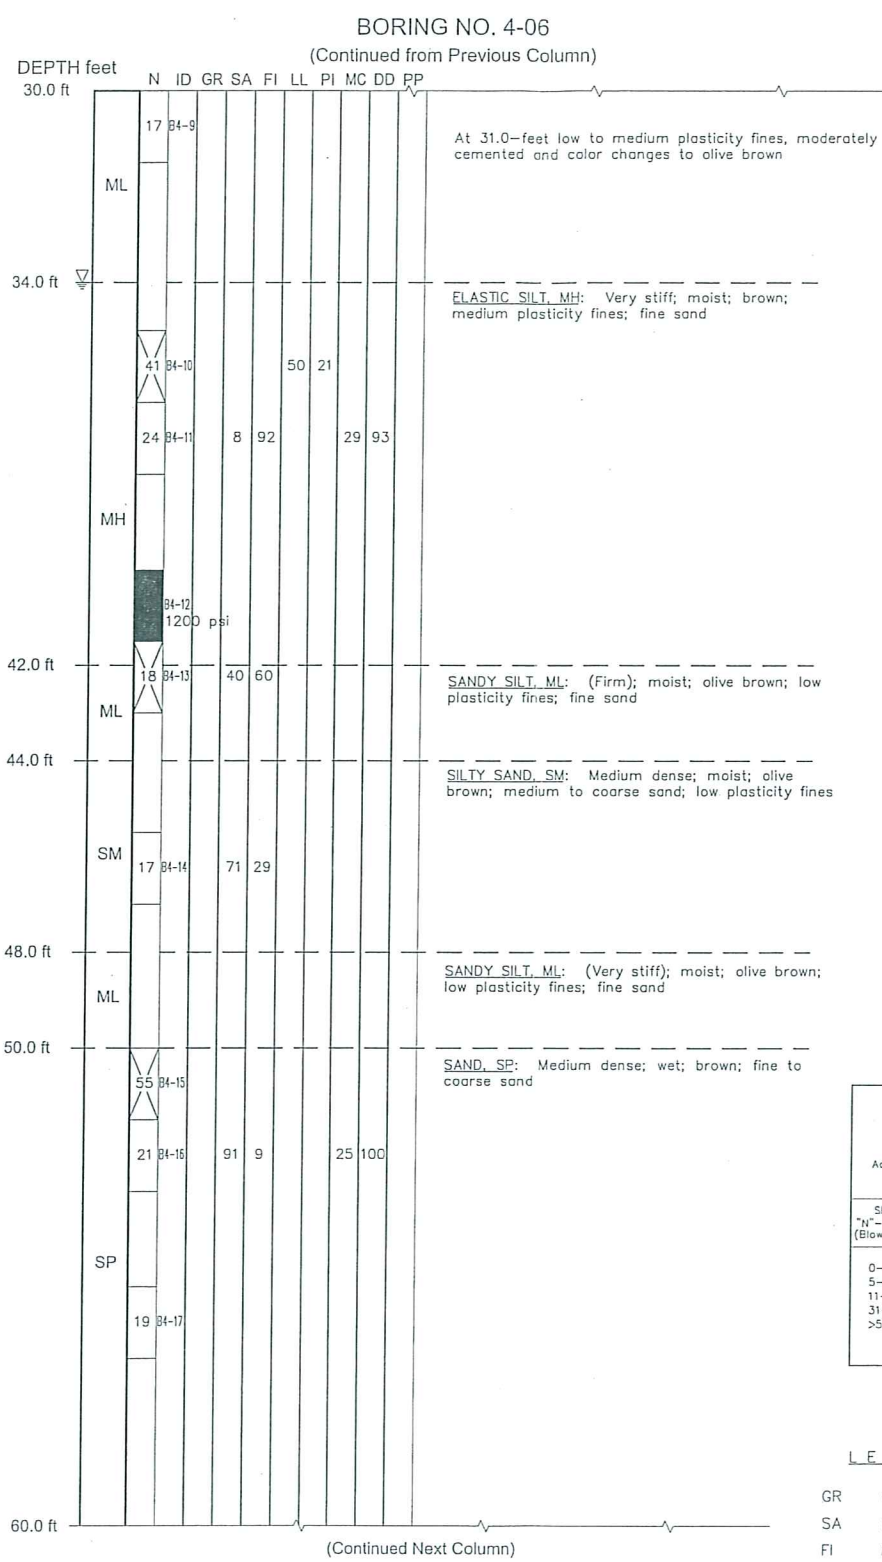 BORING NO. 4-06
(Continued from Previous Column)
DEPTH feet
N ID GR SA FI LL PI MC DD PP
30.0 ft
17 B4-9
At 31.0-feet low to medium plasticity fines, moderately
cemented and color changes to olive brown
ML
34.0 ft
ELASTIC SILT, MH: Very stiff; moist; brown;
medium plasticity fines; fine sand
41 B4-10 50 21
24 B4-11 8 92 29 93
MH
B4-12
1200 psi
42.0 ft
18 B4-13 40 60
SANDY SILT, ML: (Firm); moist; olive brown; low
plasticity fines; fine sand
ML
44.0 ft
SILTY SAND, SM: Medium dense; moist; olive
brown; medium to coarse sand; low plasticity fines
SM
17 B4-14 71 29
48.0 ft
SANDY SILT, ML: (Very stiff); moist; olive brown;
low plasticity fines; fine sand
ML
50.0 ft
SAND, SP: Medium dense; wet; brown; fine to
coarse sand
55 B4-15
21 B4-16 91 9 25 100
SP
19 B4-17
60.0 ft
(Continued Next Column)
"N"-
(Blow
0-
5-
11-
31
>5
L E
GR
SA
FI